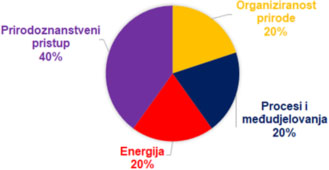 Organiziranost
prirode
20%
Prirodoznanstveni
pristup
40%
Procesi i
međudjelovanja
20%
Energija
20%